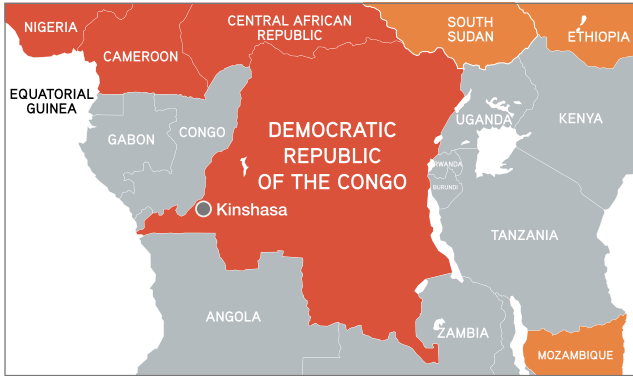 NIGERIA
CENTRAL AFRICAN
REPUBLIC
SOUTH
SUDAN
ETHIOPIA
CAMEROON
EQUATORIAL
GUINEA
GABON
CONGO
DEMOCRATIC
REPUBLIC
OF THE CONGO
UGANDA
KENYA
RWANDA
BURUNDI
Kinshasa
TANZANIA
ANGOLA
ZAMBIA
MOZAMBIQUE